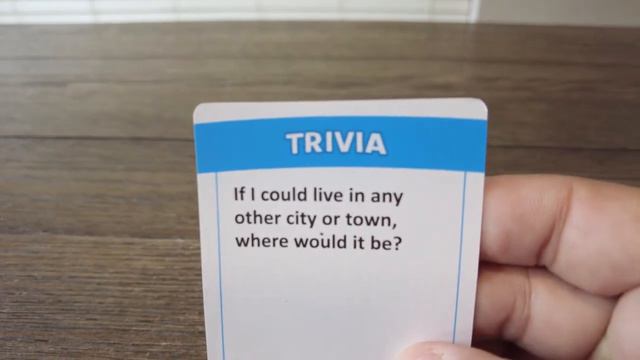 TRIVIA
If I could live in any
other city or town,
where would it be?